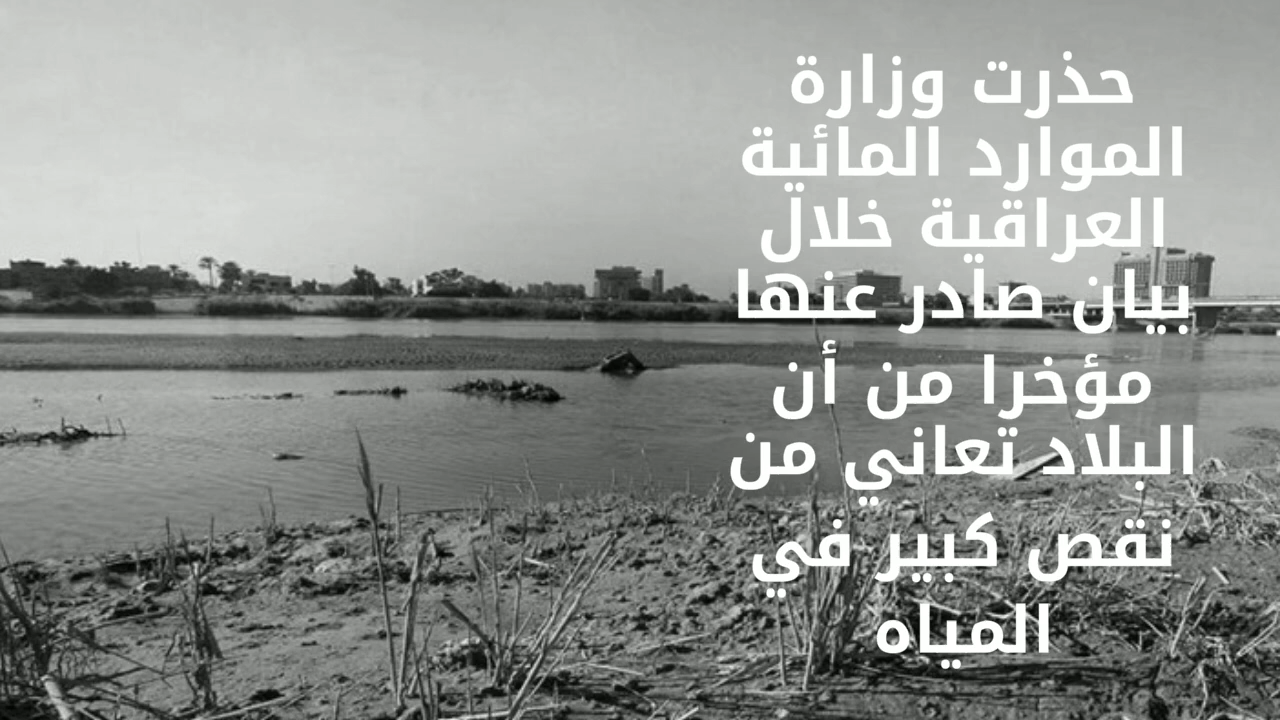 حذرت وزارة
الموارد المائية
العراقية خلال
بيان صادر عنها
مؤخرا من أن
البلاد تعاني من
نقص كبير في
المياه